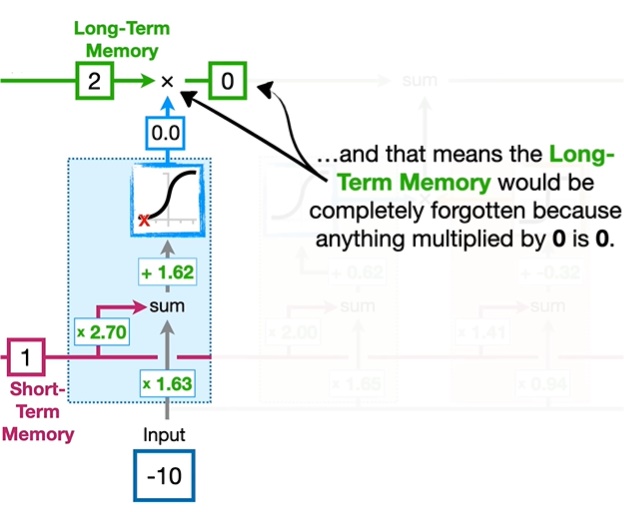 Long-Term
Memory
2
×
0
sum
0.0
...and that means the Long-
Term Memory would be
completely forgotten because
anything multiplied by 0 is 0.
+ 1.62
+ 0.62
+ -0.32
sum
sum
sum
x 2.70
x 2.00
x 1.41
1
x 1.63
x 1.65
x 0.94
Short-
Term
Memory
Input
-10